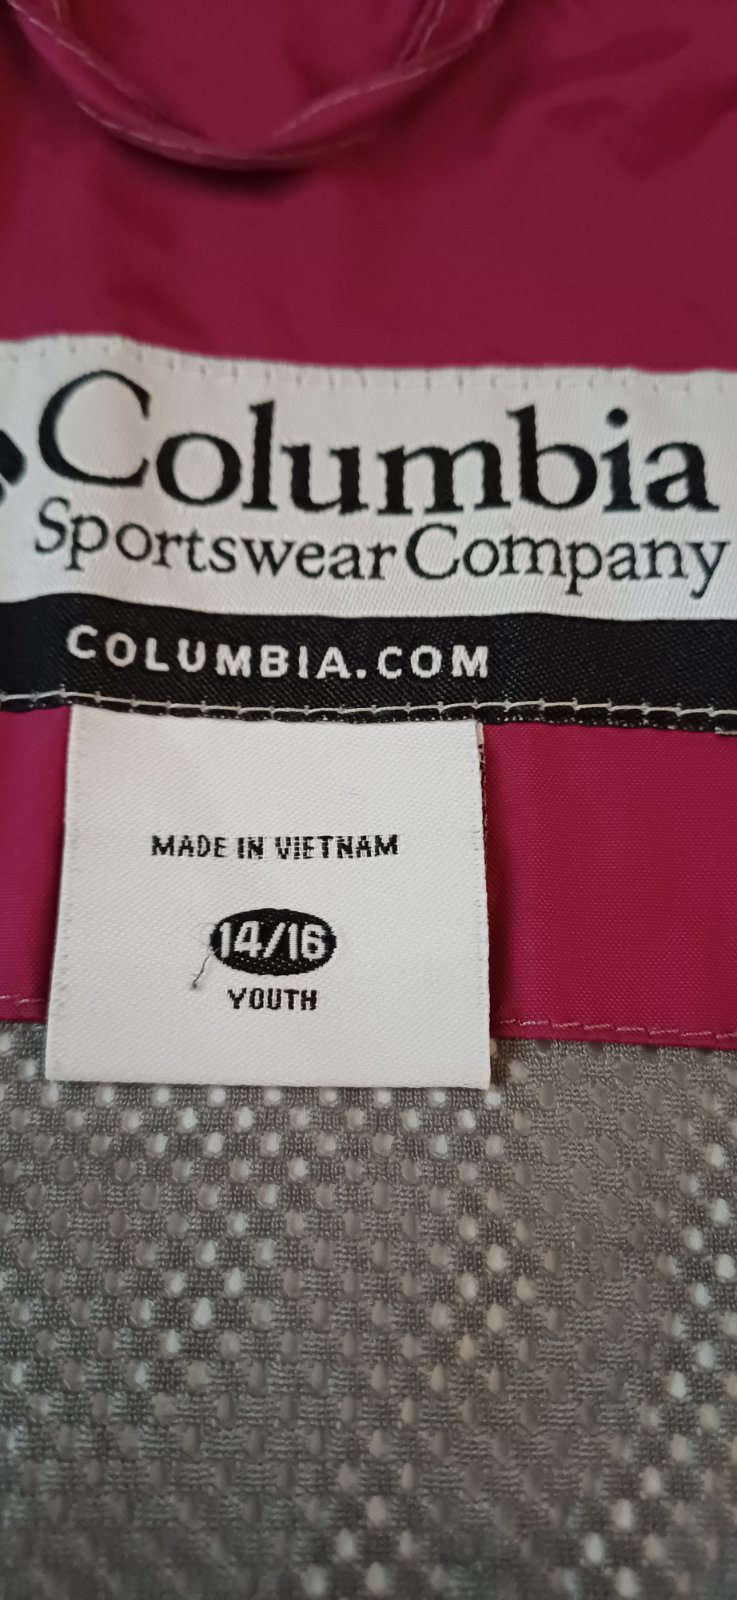 Columbia
Sportswear Company
COLUMBIA.COM
MADE IN VIETNAM
14/16
YOUTH